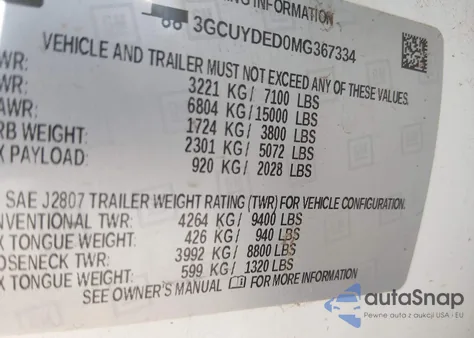 NG INFORMATION
3GCUYDED0MG367334
VEHICLE AND TRAILER MUST NOT EXCEED ANY OF THESE VALUES.
WR: 3221 KG/ 7100 LBS
WR: 6804 KG/15000 LBS
AWR: 1724 KG/ 3800 LBS
RB WEIGHT: 2301 KG/ 5072 LBS
X PAYLOAD: 920 KG/ 2028 LBS
SAE J2807 TRAILER WEIGHT RATING (TWR) FOR VEHICLE CONFIGURATION.
NVENTIONAL TWR: 4264 KG/ 9400 LBS
X TONGUE WEIGHT: 426 KG/ 940 LBS
OSENECK TWR: 3992 KG/ 8800 LBS
X TONGUE WEIGHT: 599 KG/ 1320 LBS
SEE OWNER'S MANUAL FOR MORE INFORMATION
autoSnap
Pewne auta z aukcji USA - EU